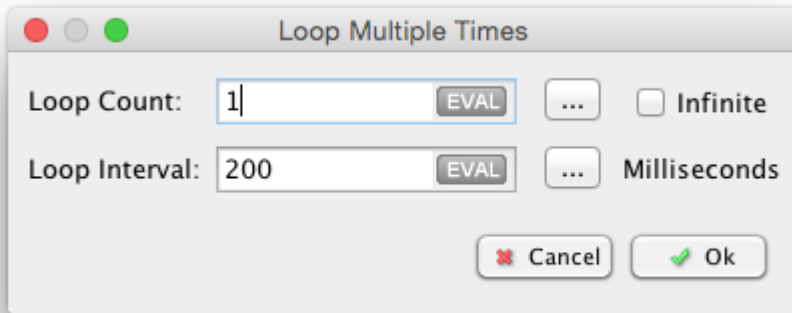 Loop Multiple Times
Loop Count: 1 EVAL ... Infinite
Loop Interval: 200 EVAL ... Milliseconds
Cancel Ok